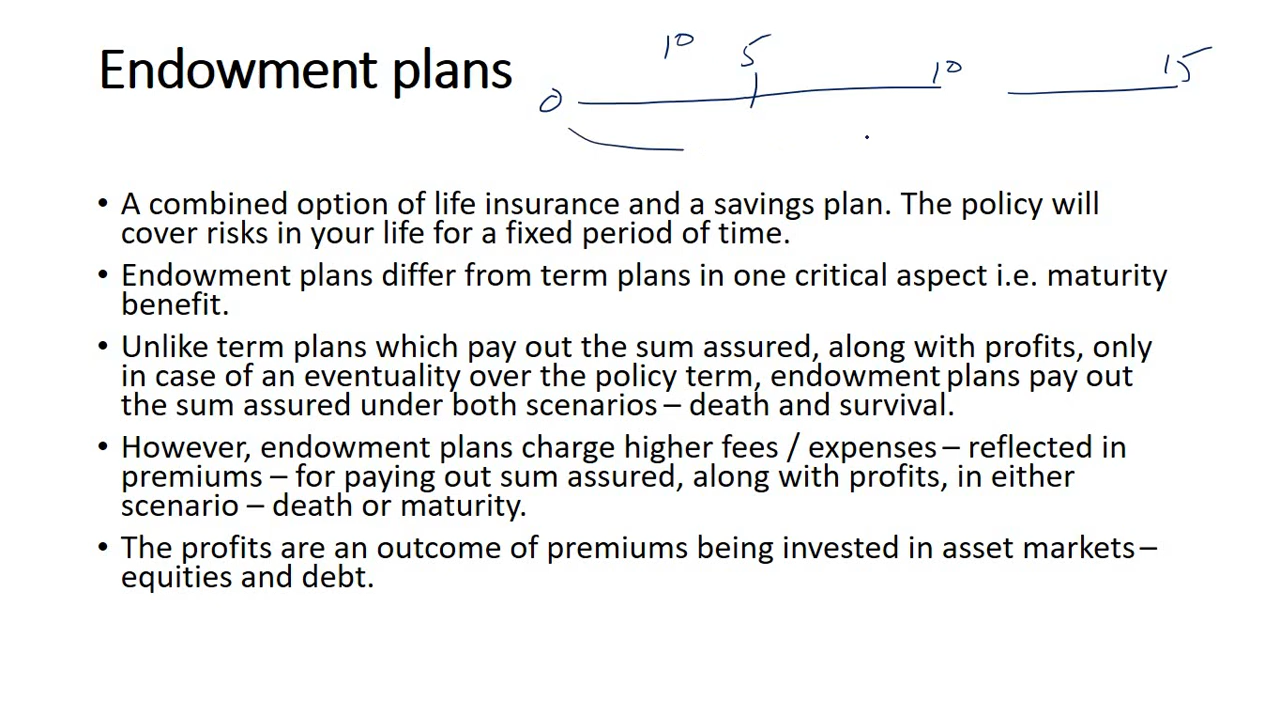 10 5
Endowment plans 0 10 15
• A combined option of life insurance and a savings plan. The policy will
cover risks in your life for a fixed period of time.
• Endowment plans differ from term plans in one critical aspect i.e. maturity
benefit.
• Unlike term plans which pay out the sum assured, along with profits, only
in case of an eventuality over the policy term, endowment plans pay out
the sum assured under both scenarios – death and survival.
• However, endowment plans charge higher fees / expenses – reflected in
premiums – for paying out sum assured, along with profits, in either
scenario – death or maturity.
• The profits are an outcome of premiums being invested in asset markets –
equities and debt.